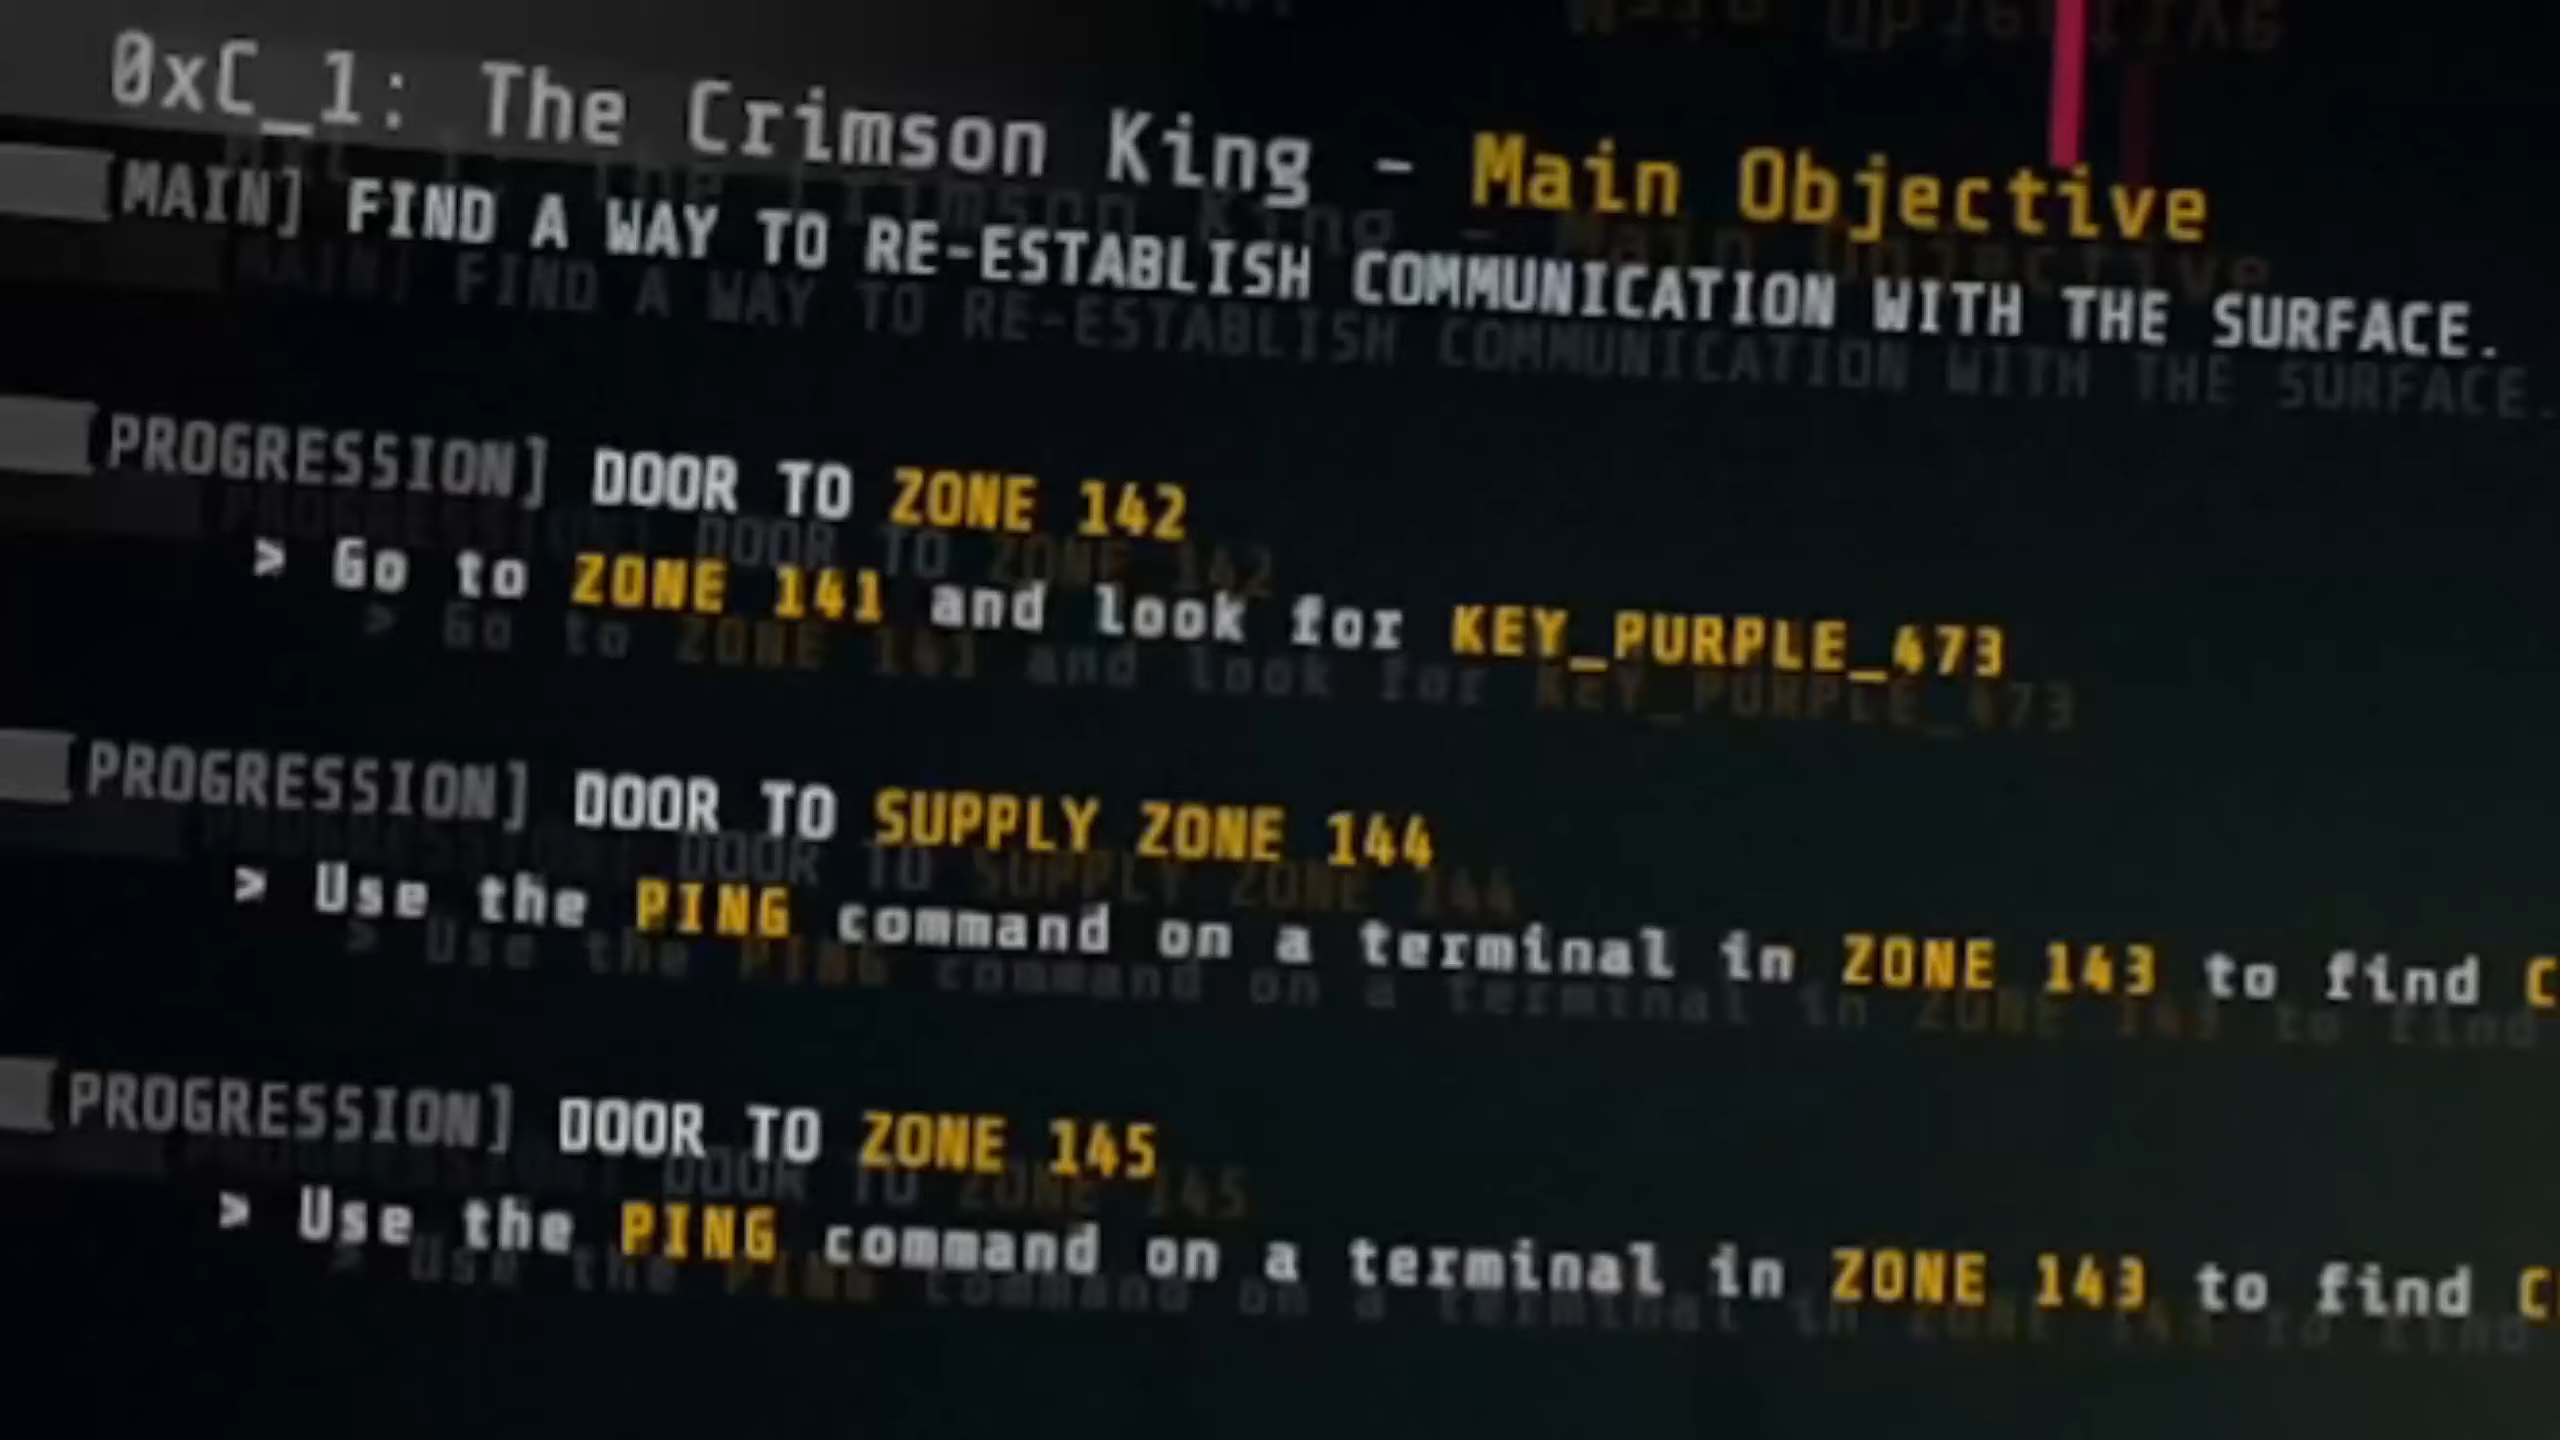 0xC_1: The Crimson King - Main Objective
[MAIN] FIND A WAY TO RE-ESTABLISH COMMUNICATION WITH THE SURFACE.
[PROGRESSION] DOOR TO ZONE 142
> Go to ZONE 141 and look for KEY_PURPLE_473
[PROGRESSION] DOOR TO SUPPLY ZONE 144
> Use the PING command on a terminal in ZONE 143 to find
[PROGRESSION] DOOR TO ZONE 145
> Use the PING command on a terminal in ZONE 143 to find